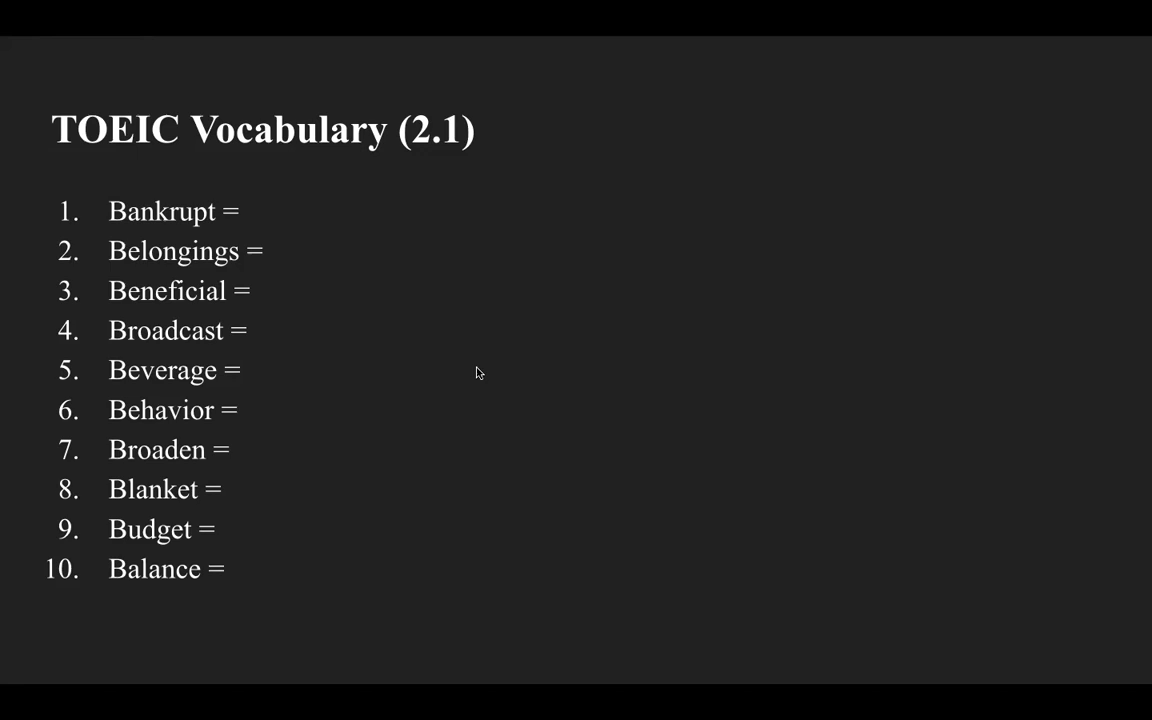 TOEIC Vocabulary (2.1)
1. Bankrupt =
2. Belongings =
3. Beneficial =
4. Broadcast =
5. Beverage =
6. Behavior =
7. Broaden =
8. Blanket =
9. Budget =
10. Balance =